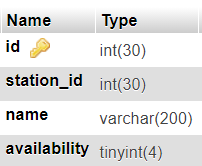 Name Type
id int(30)
station_id int(30)
name varchar(200)
availability tinyint(4)